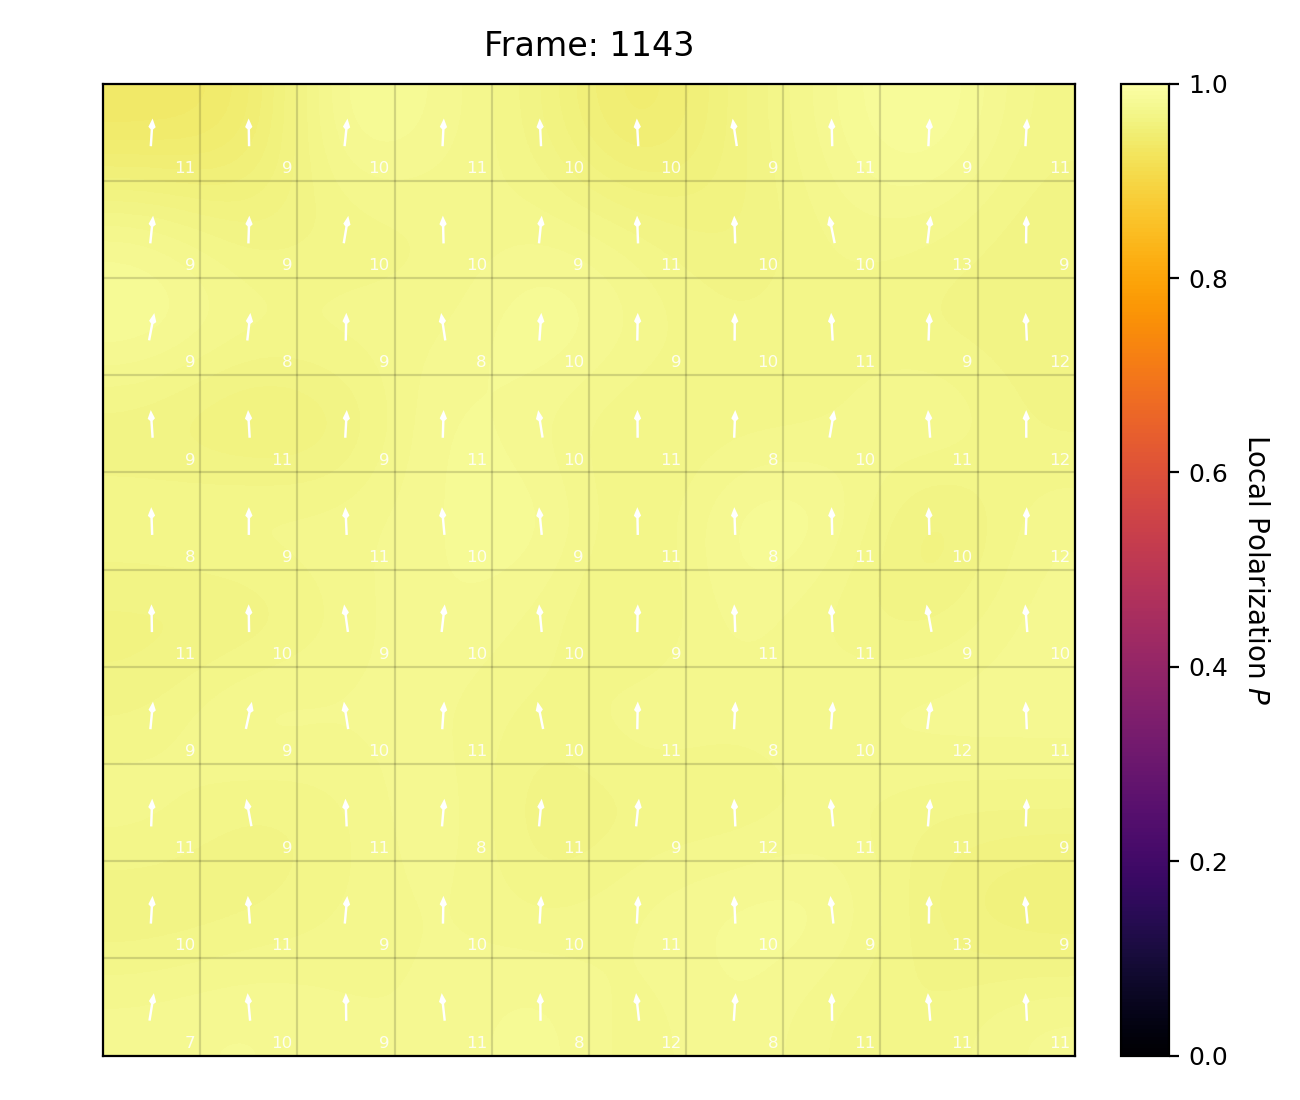 Frame: 1143
11 9 10 11 10 10 9 11 9 11
9 9 10 10 9 11 10 10 13 9
9 8 9 8 10 9 10 11 9 12
9 11 9 11 10 11 8 10 11 12
8 9 11 10 9 11 8 11 10 12
11 10 9 10 10 9 11 11 9 10
9 9 10 11 10 11 8 10 12 11
11 9 11 8 11 9 12 11 11 9
10 11 9 10 10 11 10 9 13 9
7 10 9 11 8 12 8 11 11 11
1.0
0.8
0.6
0.4
0.2
0.0
Local Polarization P